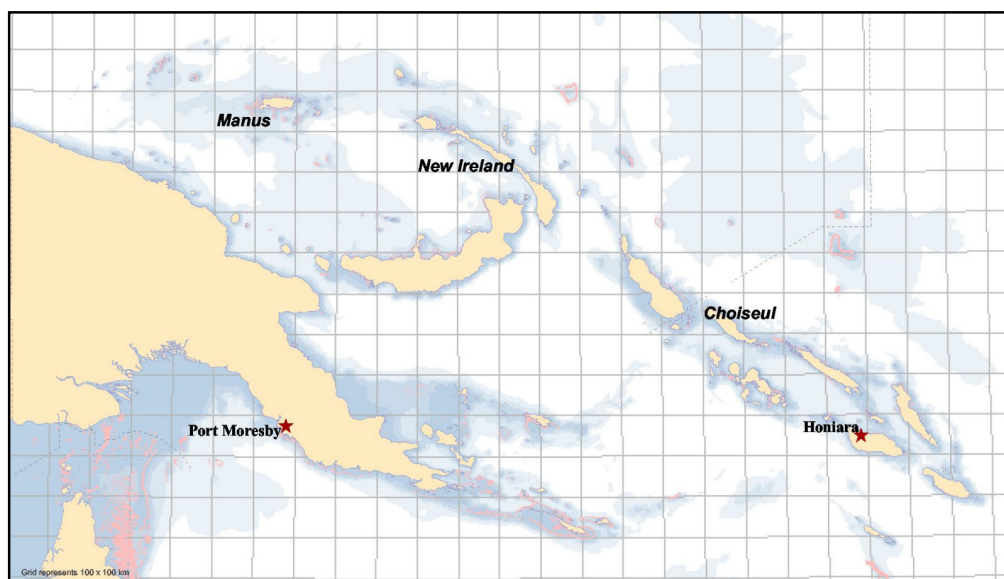 Manus
New Ireland
Choiseul
Port Moresby
Honiara
Grid represents 100 x 100 km